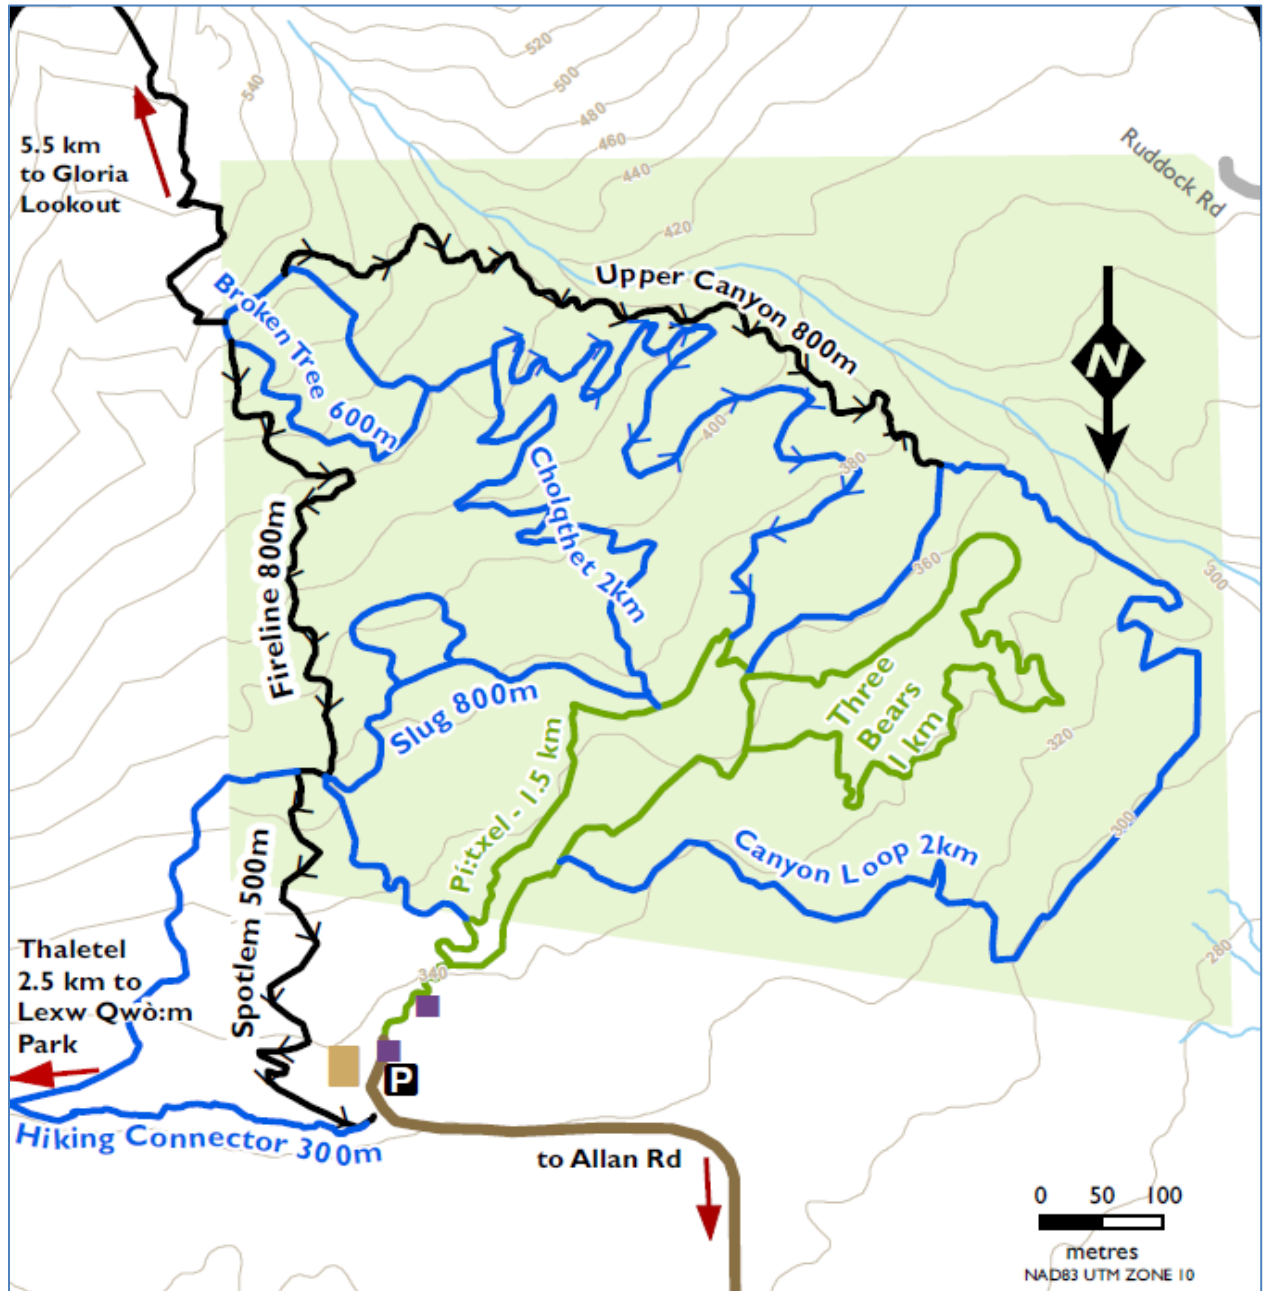 520
500
540
480
460
440
420
Ruddock Rd
5.5 km
to Gloria
Lookout
Upper Canyon 800m
Broken Tree 600m
N
400
380
Cholqthet 2km
360
300
Fireline 800m
Three
Bears
1 km
Slug 800m
320
Pí:txel - 1.5 km
300
Canyon Loop 2km
Spotlem 500m
280
Thaletel
2.5 km to
Lexw Qwò:m
Park
340
P
Hiking Connector 300m
to Allan Rd
0 50 100
metres
NAD83 UTM ZONE 10